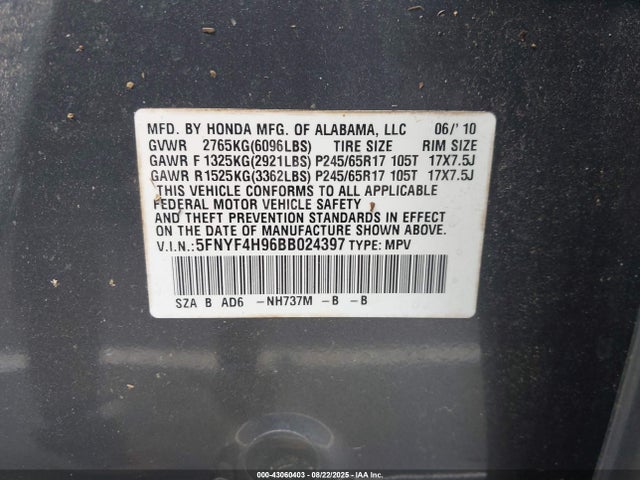 MFD. BY HONDA MFG. OF ALABAMA, LLC 06/'10
GVWR 2765KG(6096LBS) TIRE SIZE RIM SIZE
GAWR F 1325KG(2921LBS) P245/65R17 105T 17X7.5J
GAWR R 1525KG(3362LBS) P245/65R17 105T 17X7.5J
THIS VEHICLE CONFORMS TO ALL APPLICABLE
FEDERAL MOTOR VEHICLE SAFETY
AND THEFT PREVENTION STANDARDS IN EFFECT
ON THE DATE OF MANUFACTURE SHOWN ABOVE.
V.I.N.: 5FNYF4H96BB024397 TYPE: MPV
SZA B AD6 -NH737M -B -B
000-43060403 - 08/22/2025 - IAA, Inc.